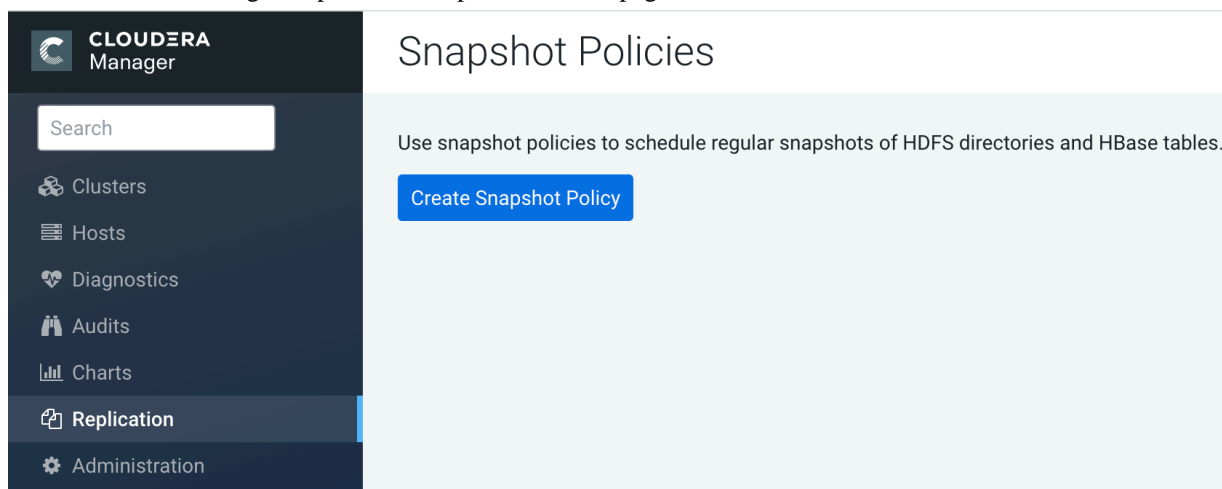 CLOUDERA
Manager
Search
Clusters
Hosts
Diagnostics
Audits
Charts
Replication
Administration
Snapshot Policies
Use snapshot policies to schedule regular snapshots of HDFS directories and HBase tables.
Create Snapshot Policy